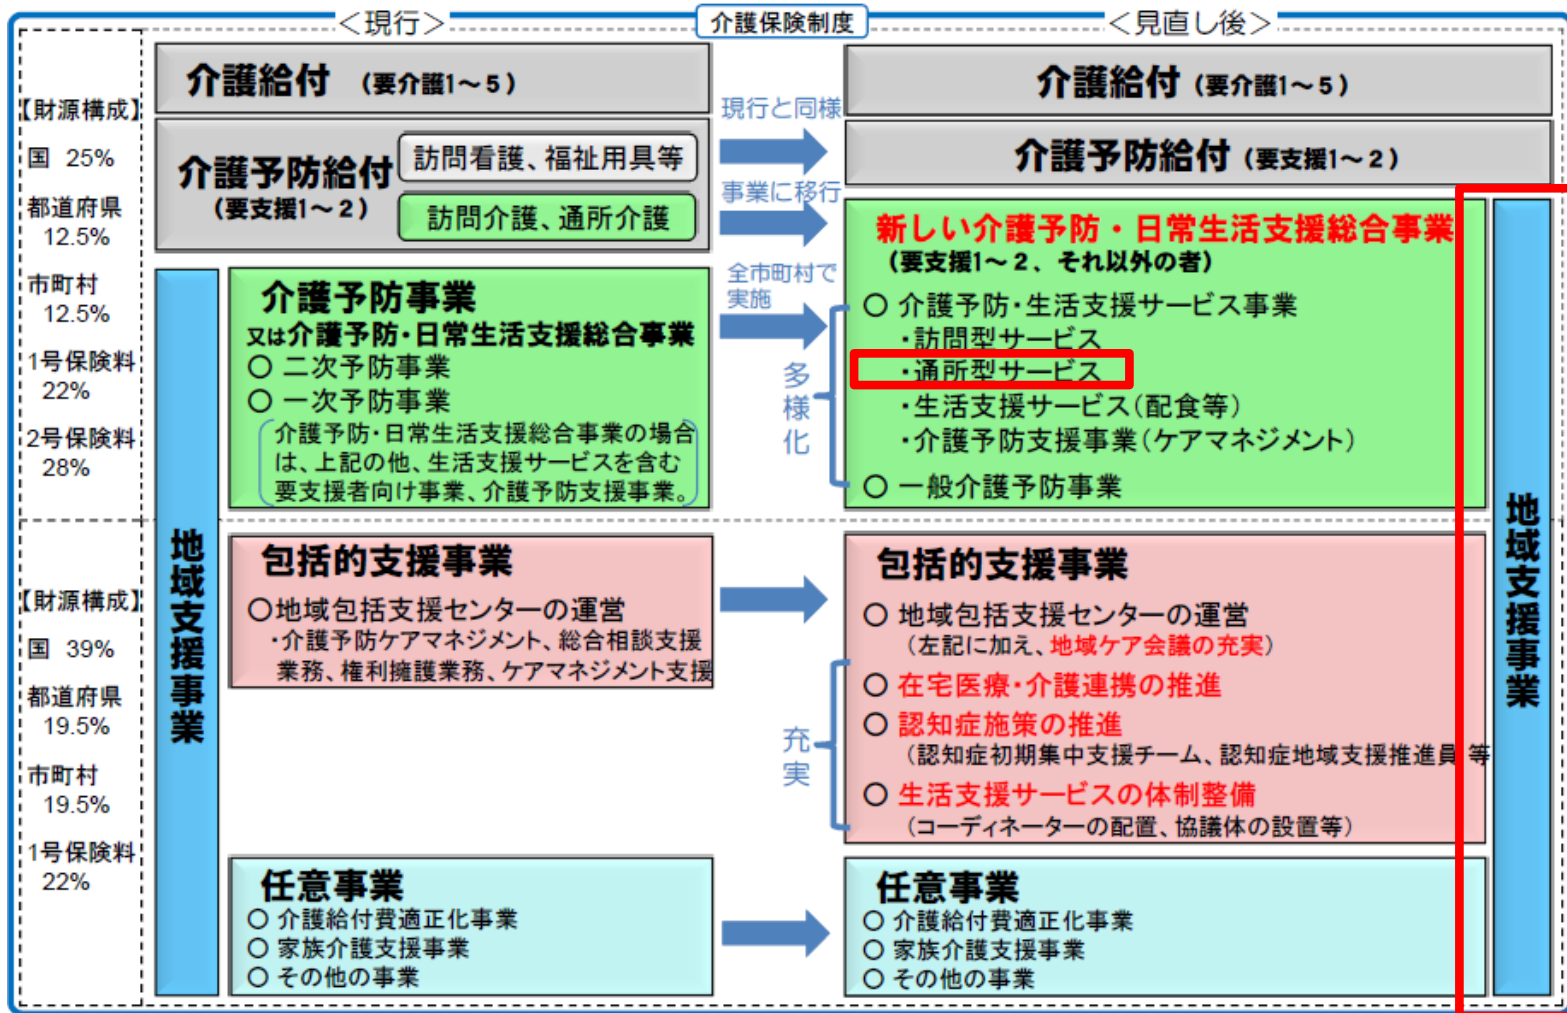 介護保険制度
＜現行＞
＜見直し後＞
【財源構成】
国 25%
都道府県
12.5%
市町村
12.5%
1号保険料
22%
2号保険料
28%
【財源構成】
国 39%
都道府県
19.5%
市町村
19.5%
1号保険料
22%
介護給付 （要介護1～5）
介護予防給付
（要支援1～2）
訪問看護、福祉用具等
訪問介護、通所介護
地域支援事業
介護予防事業
又は介護予防・日常生活支援総合事業
○ 二次予防事業
○ 一次予防事業
介護予防・日常生活支援総合事業の場合
は、上記の他、生活支援サービスを含む
要支援者向け事業、介護予防支援事業。
包括的支援事業
○地域包括支援センターの運営
・介護予防ケアマネジメント、総合相談支援
業務、権利擁護業務、ケアマネジメント支援
任意事業
○ 介護給付費適正化事業
○ 家族介護支援事業
○ その他の事業
現行と同様
事業に移行
全市町村で
実施
多様化
充実
介護給付（要介護1～5）
介護予防給付（要支援1～2）
新しい介護予防・日常生活支援総合事業
（要支援1～2、それ以外の者）
○ 介護予防・生活支援サービス事業
・訪問型サービス
・通所型サービス
・生活支援サービス（配食等）
・介護予防支援事業（ケアマネジメント）
○ 一般介護予防事業
包括的支援事業
○ 地域包括支援センターの運営
（左記に加え、地域ケア会議の充実）
○ 在宅医療・介護連携の推進
○ 認知症施策の推進
（認知症初期集中支援チーム、認知症地域支援推進員 等
○ 生活支援サービスの体制整備
（コーディネーターの配置、協議体の設置等）
任意事業
○ 介護給付費適正化事業
○ 家族介護支援事業
○ その他の事業
地域支援事業